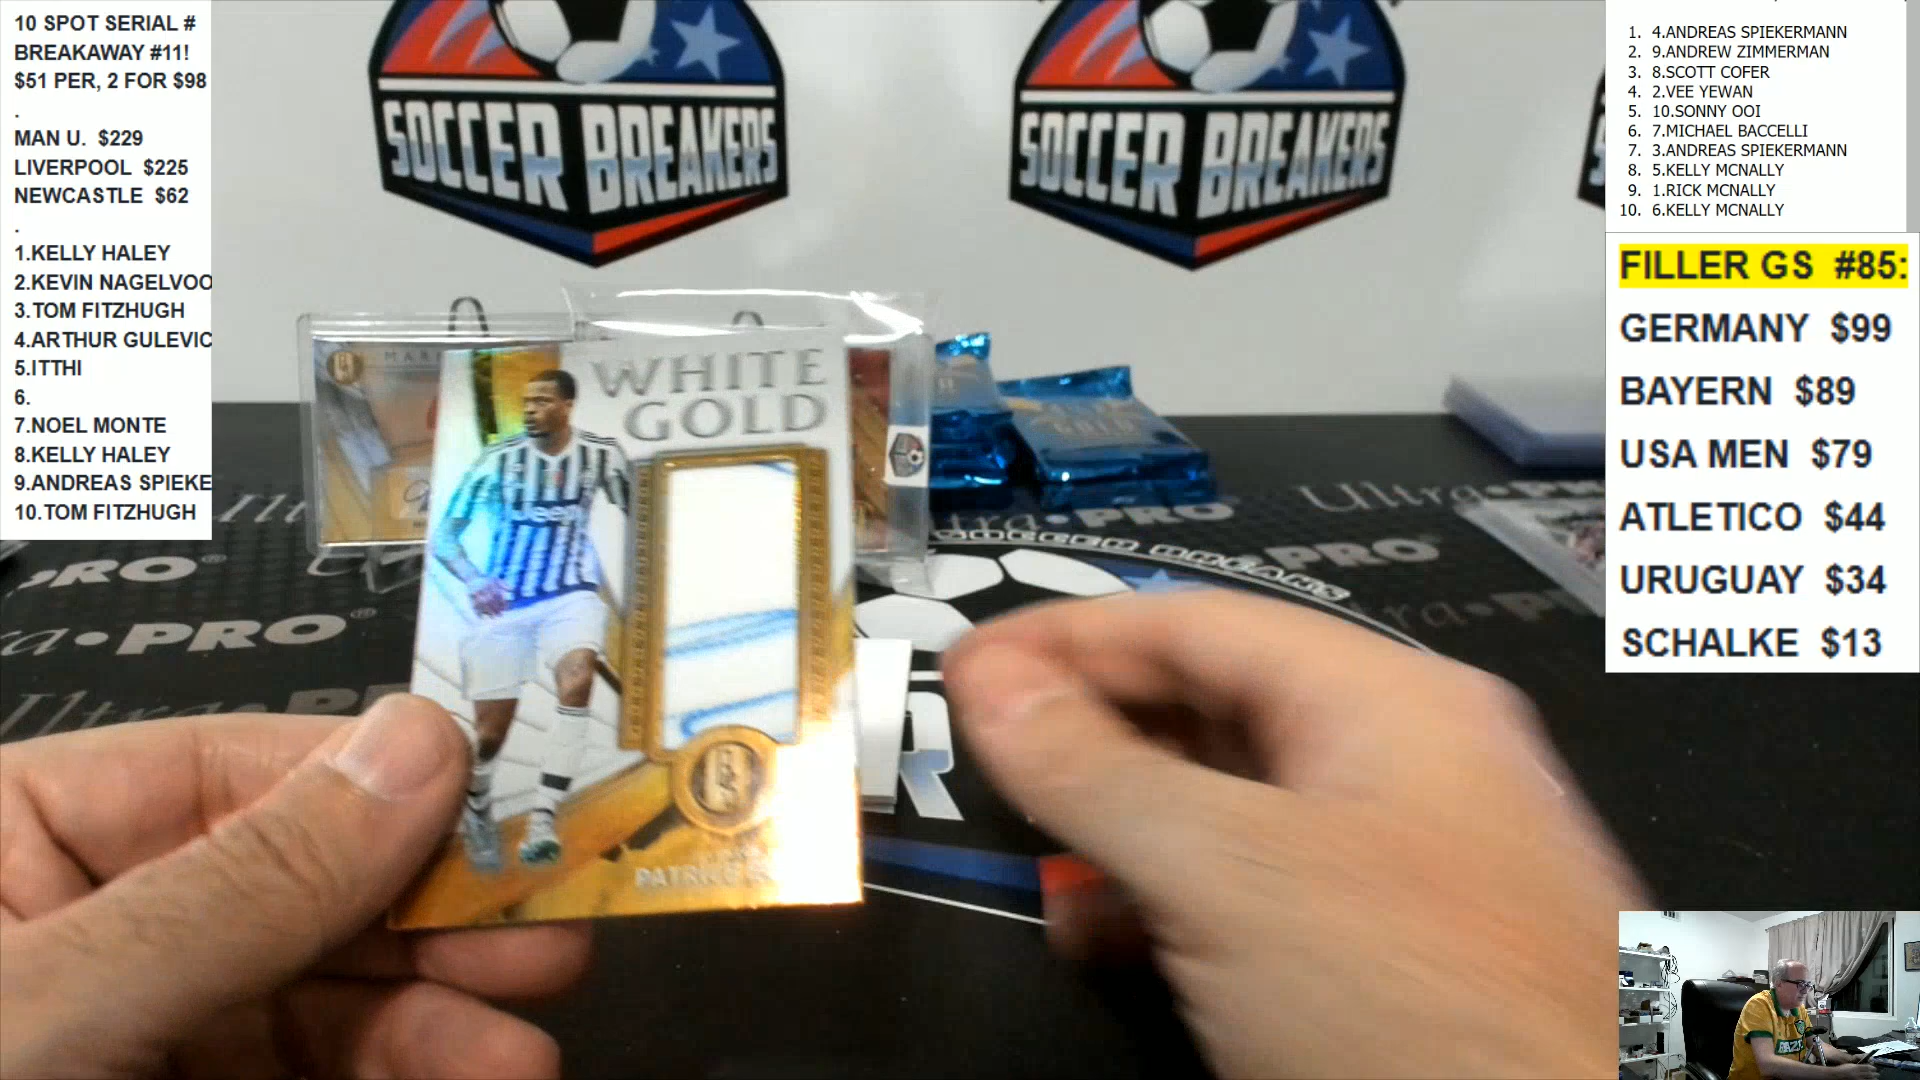 10 SPOT SERIAL #
BREAKAWAY #11!
$51 PER, 2 FOR $98
.
MAN U. $229
LIVERPOOL $225
NEWCASTLE $62
.
1.KELLY HALEY
2.KEVIN NAGELVOO
3.TOM FITZHUGH
4.ARTHUR GULEVIC
5.ITTHI
6.
7.NOEL MONTE
8.KELLY HALEY
9.ANDREAS SPIEKE
10.TOM FITZHUGH
SOCCER BREAKERS
SOCCER BREAKERS
WHITE
GOLD
Jeep
1. 4.ANDREAS SPIEKERMANN
2. 9.ANDREW ZIMMERMAN
3. 8.SCOTT COFER
4. 2.VEE YEWAN
5. 10.SONNY OOI
6. 7.MICHAEL BACCELLI
7. 3.ANDREAS SPIEKERMANN
8. 5.KELLY MCNALLY
9. 1.RICK MCNALLY
10. 6.KELLY MCNALLY
FILLER GS #85:
GERMANY $99
BAYERN $89
USA MEN $79
ATLETICO $44
URUGUAY $34
SCHALKE $13